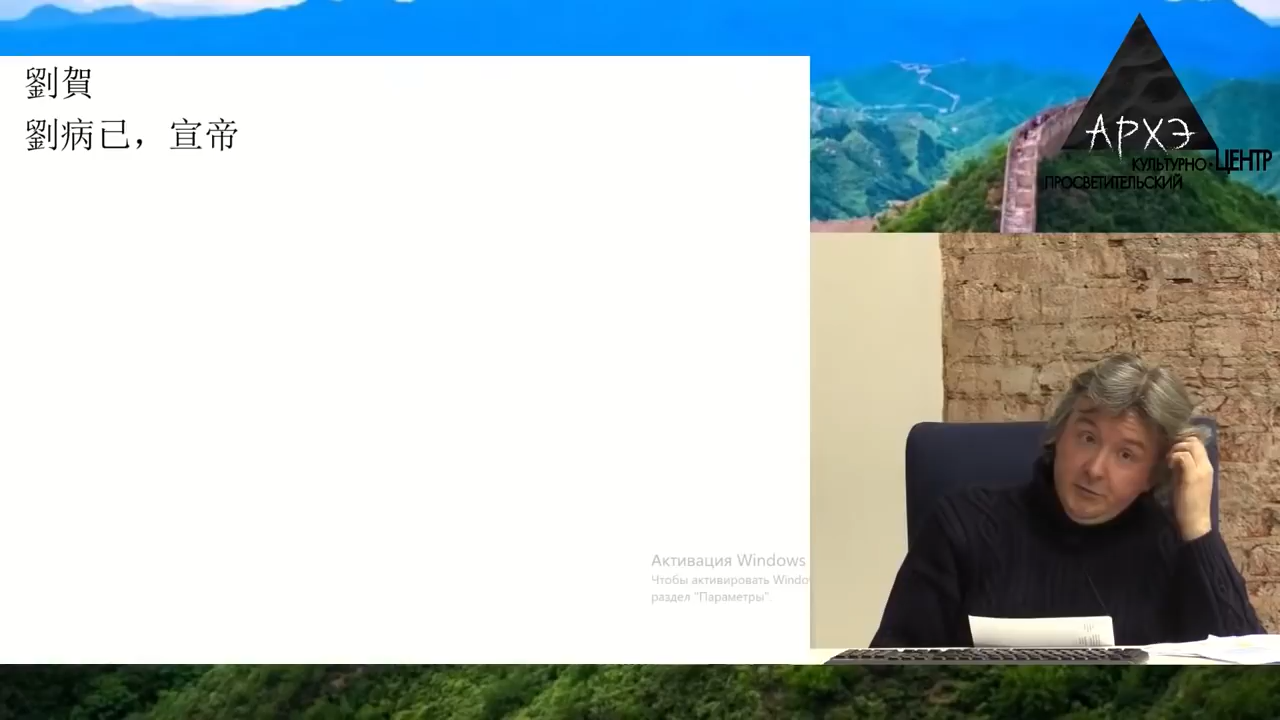 劉賀
劉病已，宣帝
АРХЭ
КУЛЬТУРНО-ЦЕНТР
ПРОСВЕТИТЕЛЬСКИЙ
Активация Windows
Чтобы активировать Windo
раздел "Параметры".